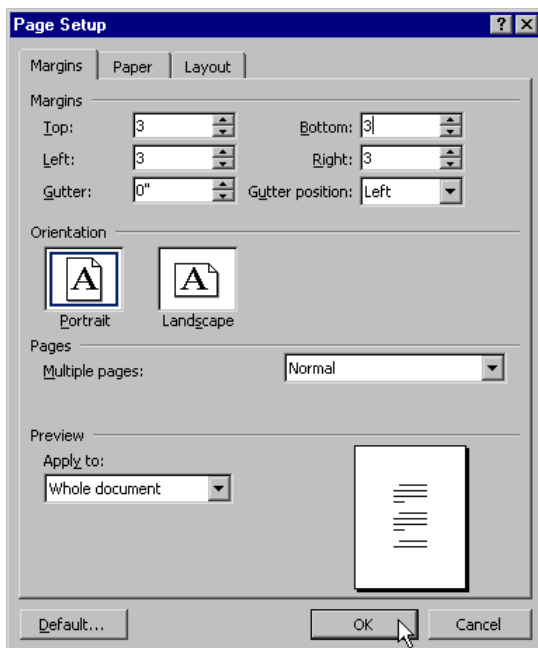 Page Setup
Margins Paper Layout
Margins
Top: 3 Bottom: 3
Left: 3 Right: 3
Gutter: 0" Gutter position: Left
Orientation
A A
Portrait Landscape
Pages
Multiple pages: Normal
Preview
Apply to:
Whole document
Default... OK Cancel